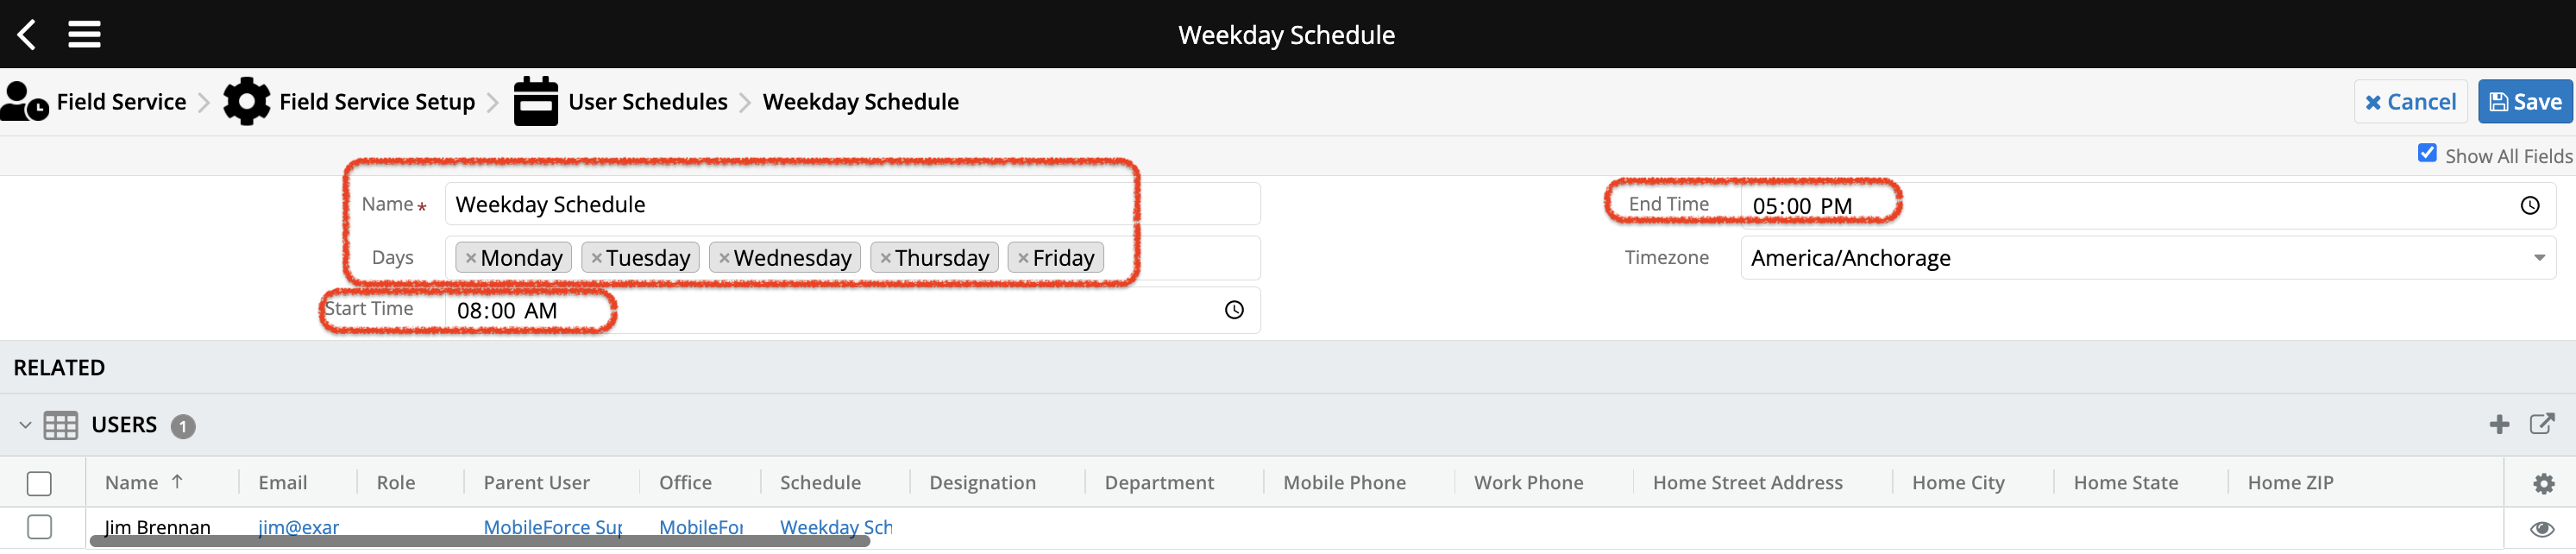 Weekday Schedule
Field Service > Field Service Setup > User Schedules > Weekday Schedule
Cancel
Save
Show All Fields
Name * Weekday Schedule
End Time 05:00 PM
Days × Monday × Tuesday × Wednesday × Thursday × Friday
Timezone America/Anchorage
Start Time 08:00 AM
RELATED
USERS 1
Name ↑ Email Role Parent User Office Schedule Designation Department Mobile Phone Work Phone Home Street Address Home City Home State Home ZIP
Jim Brennan jim@exar MobileForce Sup MobileFor Weekday Sch